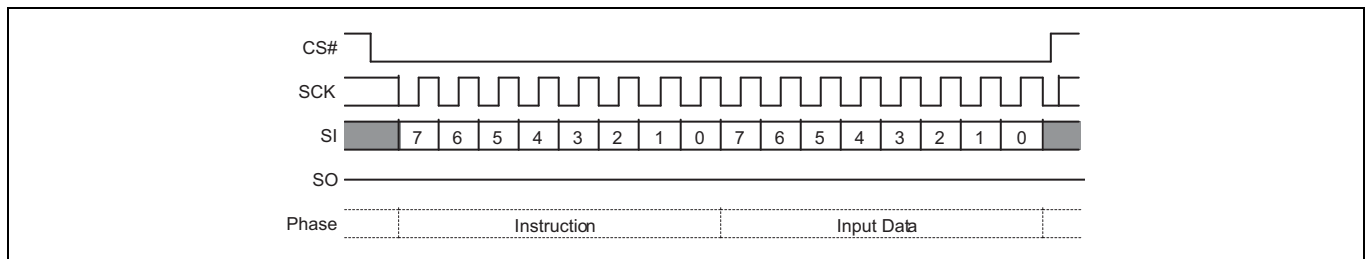 CS#
SCK
SI 7 6 5 4 3 2 1 0 7 6 5 4 3 2 1 0
SO
Phase Instruction Input Data